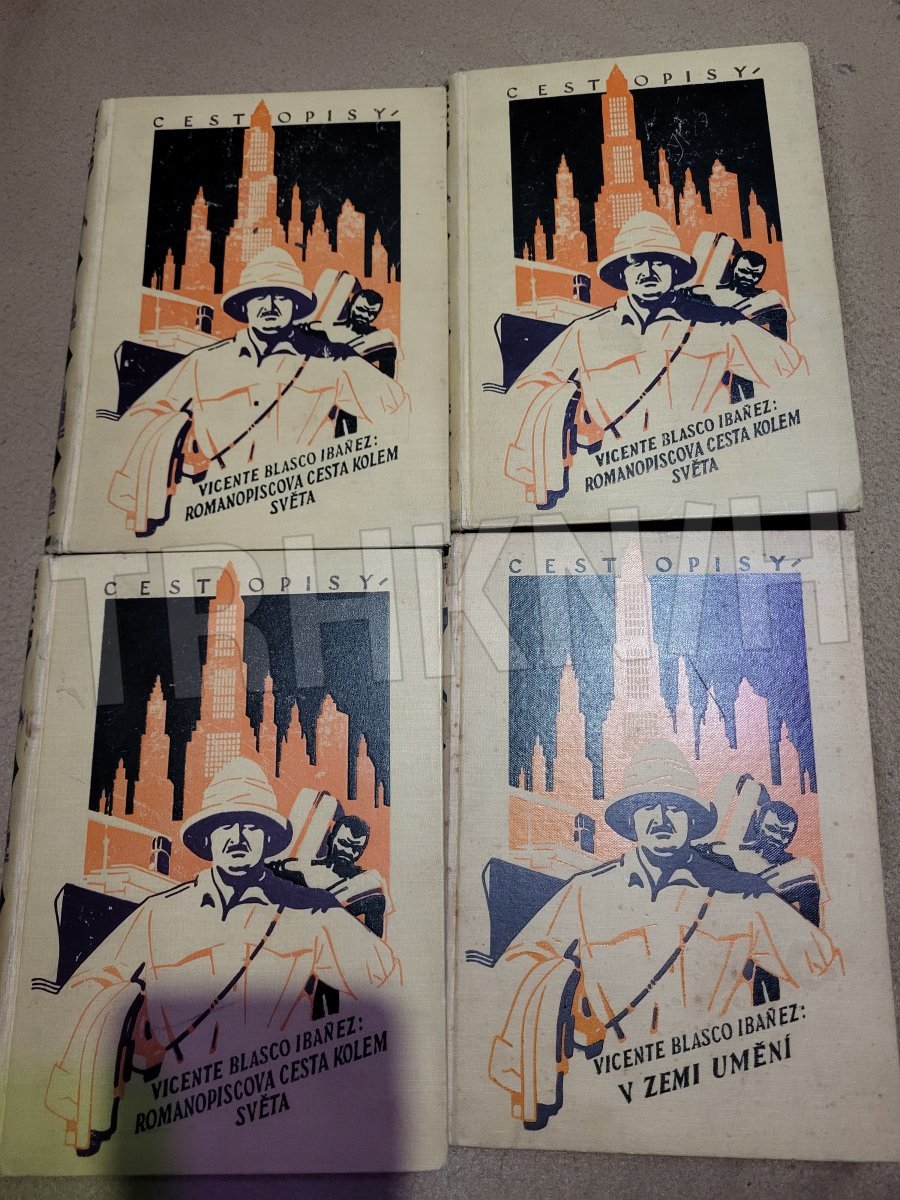 CESTOPISY
VICENTE BLASCO IBAÑEZ:
ROMANOPISCOVA CESTA KOLEM
SVĚTA
CESTOPISY
VICENTE BLASCO IBAÑEZ:
ROMANOPISCOVA CESTA KOLEM
SVĚTA
TRHKNIH
CESTOPISY
VICENTE BLASCO IBAÑEZ:
ROMANOPISCOVA CESTA KOLEM
SVĚTA
CESTOPISY
VICENTE BLASCO IBAÑEZ:
V ZEMI UMĚNÍ